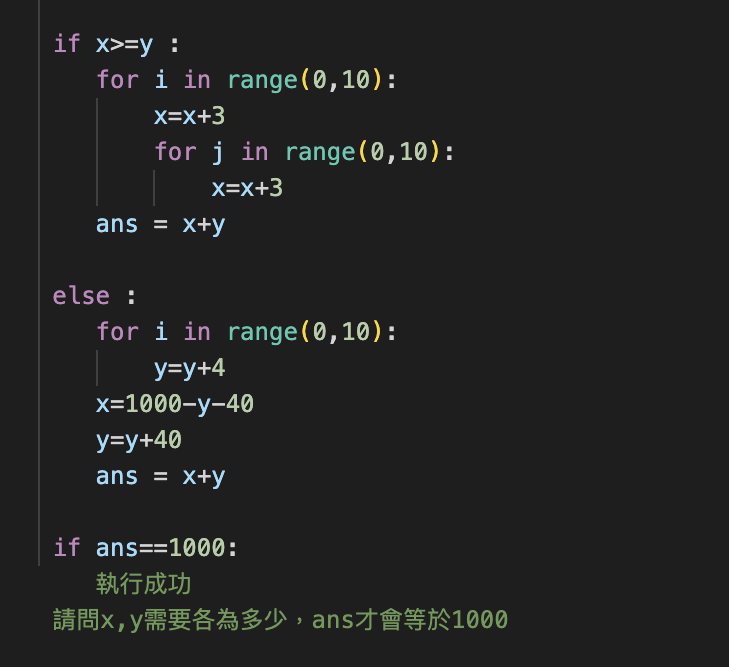 if x>=y :
for i in range(0,10):
x=x+3
for j in range(0,10):
x=x+3
ans = x+y
else :
for i in range(0,10):
y=y+4
x=1000-y-40
y=y+40
ans = x+y
if ans==1000:
執行成功
請問x,y需要各為多少，ans才會等於1000